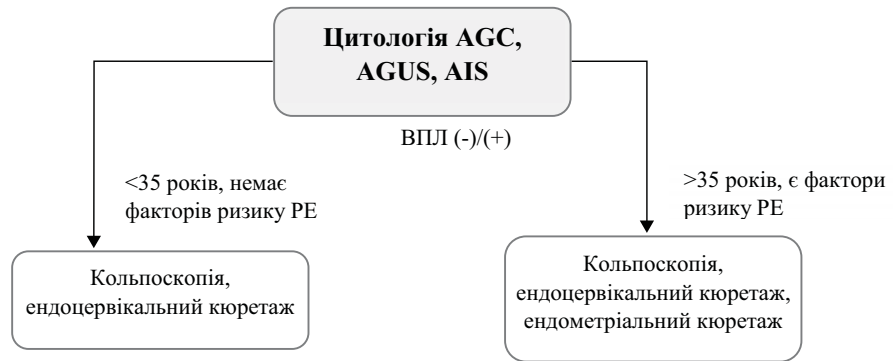 Цитологія AGC,
AGUS, AIS
ВПЛ (-)/(+)
<35 років, немає
факторів ризику РЕ
>35 років, є фактори
ризику РЕ
Кольпоскопія,
ендоцервікальний кюретаж
Кольпоскопія,
ендоцервікальний кюретаж,
ендометріальний кюретаж